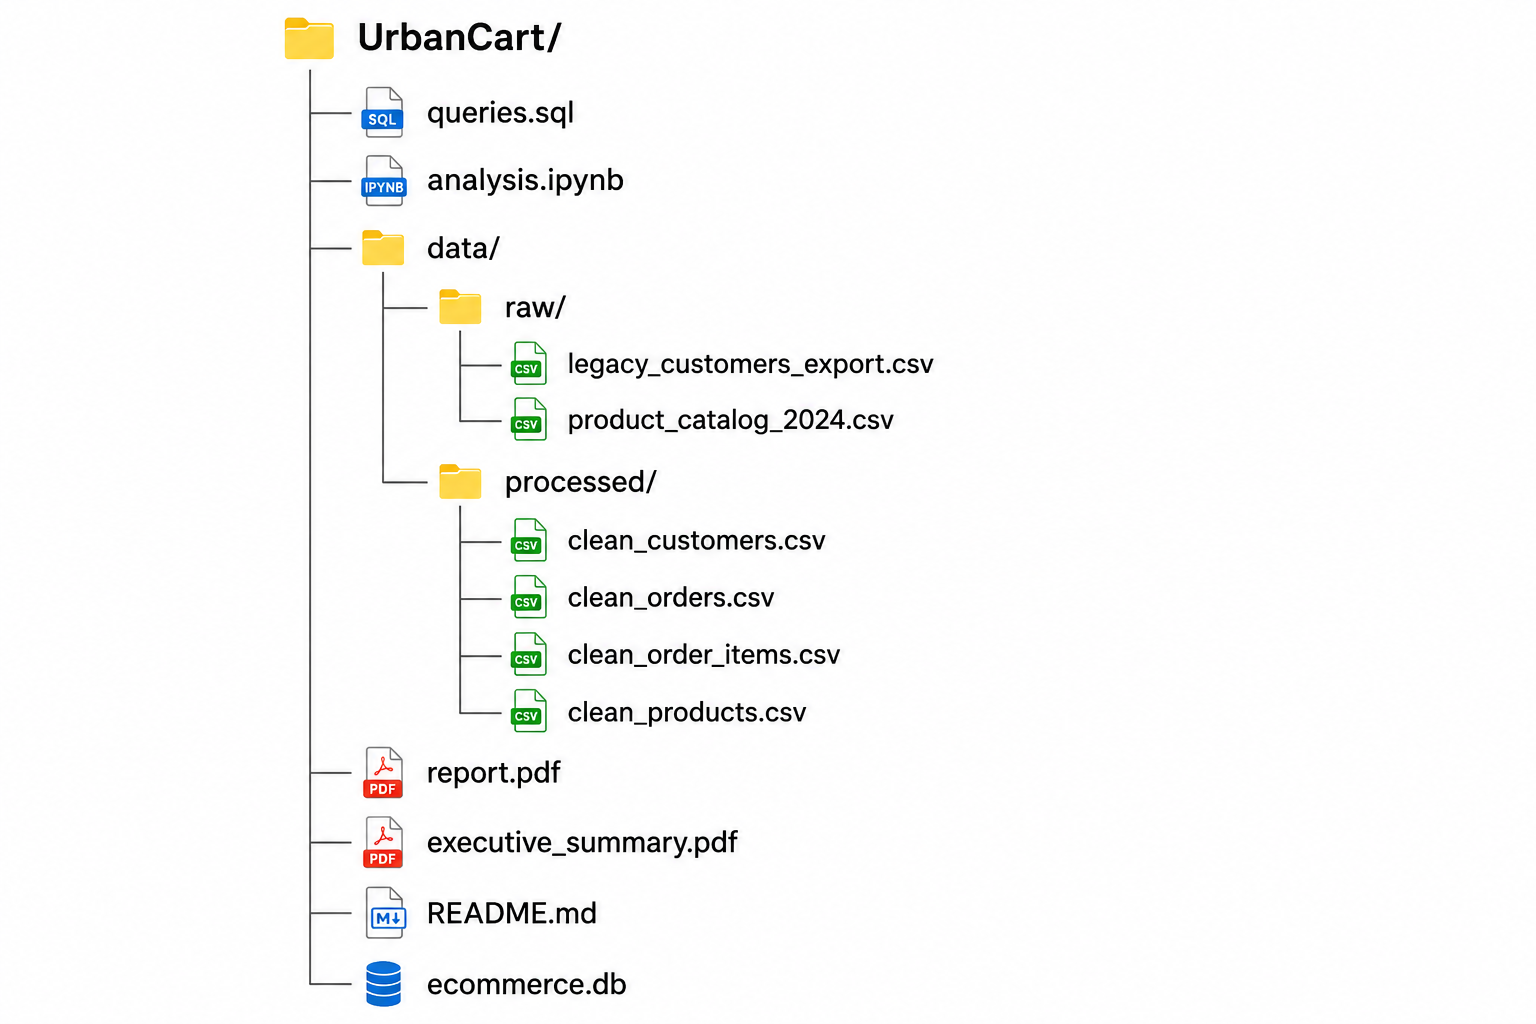 UrbanCart/
SQL queries.sql
IPYNB analysis.ipynb
data/
raw/
CSV legacy_customers_export.csv
CSV product_catalog_2024.csv
processed/
CSV clean_customers.csv
CSV clean_orders.csv
CSV clean_order_items.csv
CSV clean_products.csv
PDF report.pdf
PDF executive_summary.pdf
M↓ README.md
ecommerce.db